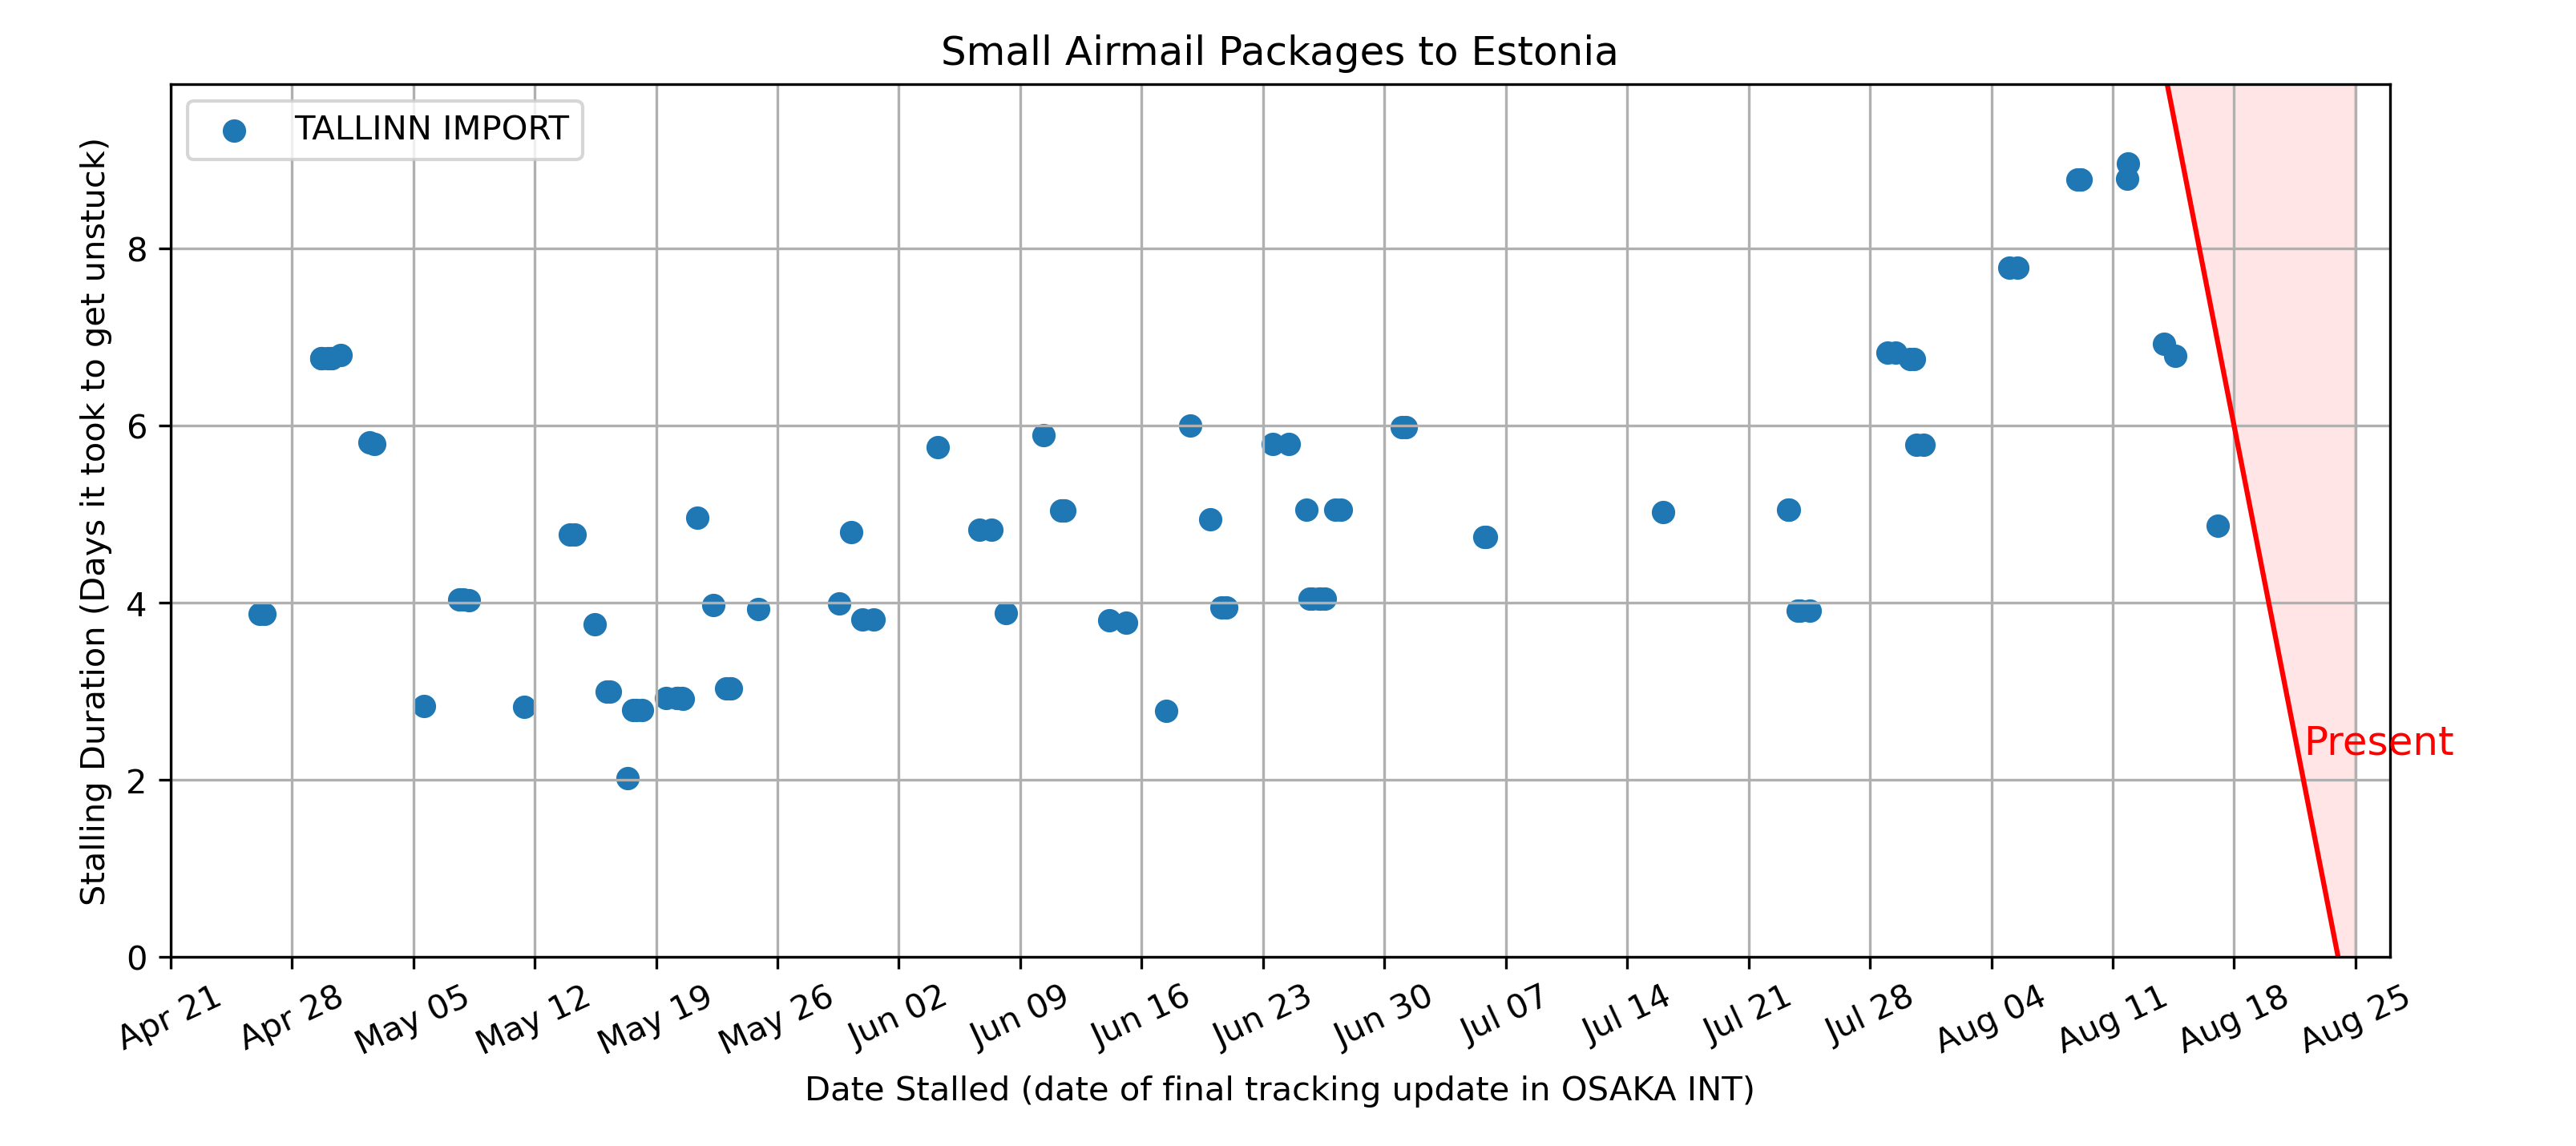 Small Airmail Packages to Estonia
TALLINN IMPORT
Stalling Duration (Days it took to get unstuck)
8
6
4
2
0
Present
Apr 21
Apr 28
May 05
May 12
May 19
May 26
Jun 02
Jun 09
Jun 16
Jun 23
Jun 30
Jul 07
Jul 14
Jul 21
Jul 28
Aug 04
Aug 11
Aug 18
Aug 25
Date Stalled (date of final tracking update in OSAKA INT)